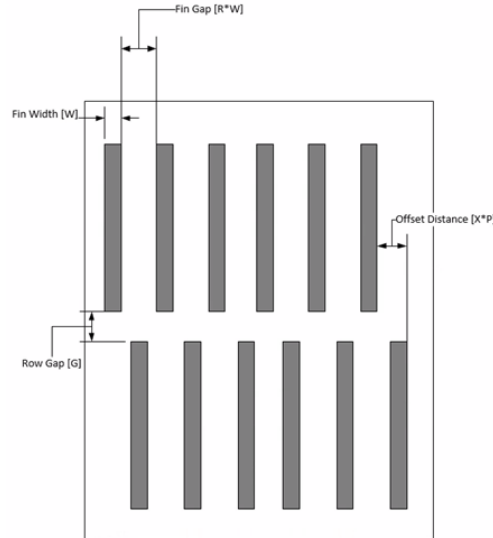 Fin Gap [R*W]
Fin Width [W]
Offset Distance [X*P]
Row Gap [G]